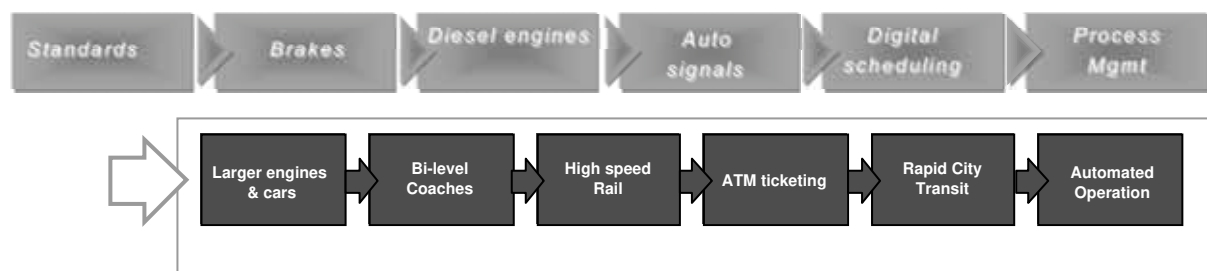 Standards
Brakes
Diesel engines
Auto
signals
Digital
scheduling
Process
Mgmt
Larger engines
& cars
Bi-level
Coaches
High speed
Rail
ATM ticketing
Rapid City
Transit
Automated
Operation